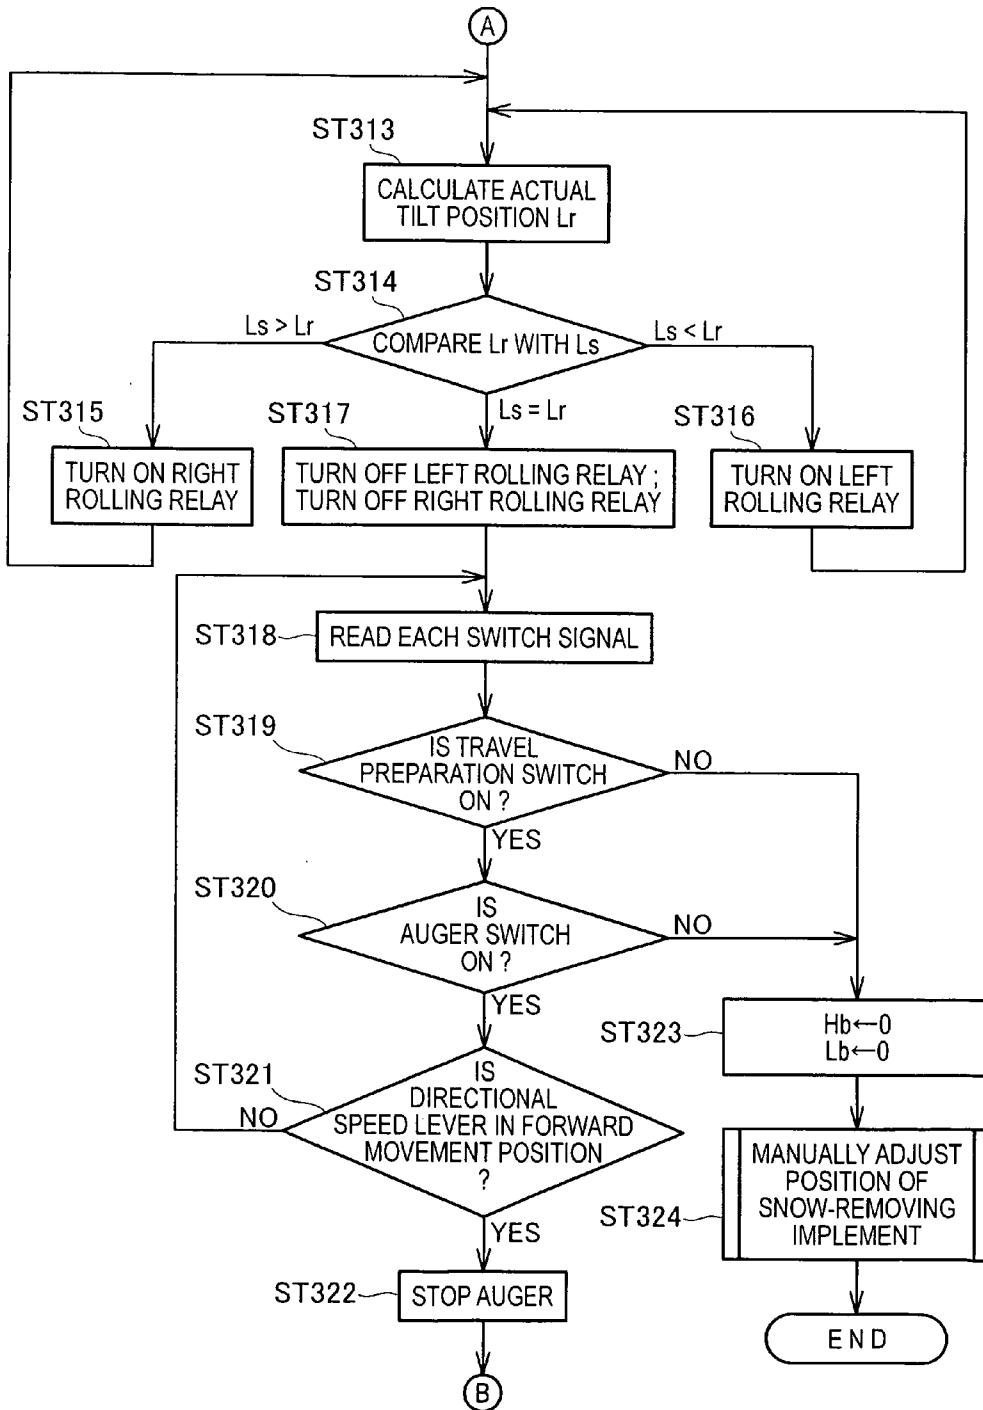 A
ST313
CALCULATE ACTUAL
TILT POSITION Lr
ST314
Ls > Lr
COMPARE Lr WITH Ls
Ls < Lr
Ls = Lr
ST315
TURN ON RIGHT
ROLLING RELAY
ST317
TURN OFF LEFT ROLLING RELAY ;
TURN OFF RIGHT ROLLING RELAY
ST316
TURN ON LEFT
ROLLING RELAY
ST318
READ EACH SWITCH SIGNAL
ST319
IS TRAVEL
PREPARATION SWITCH
ON ?
NO
YES
ST320
IS
AUGER SWITCH
ON ?
NO
YES
ST321
IS
DIRECTIONAL
SPEED LEVER IN FORWARD
MOVEMENT POSITION
?
NO
YES
ST322
STOP AUGER
B
ST323
Hb←0
Lb←0
ST324
MANUALLY ADJUST
POSITION OF
SNOW-REMOVING
IMPLEMENT
END